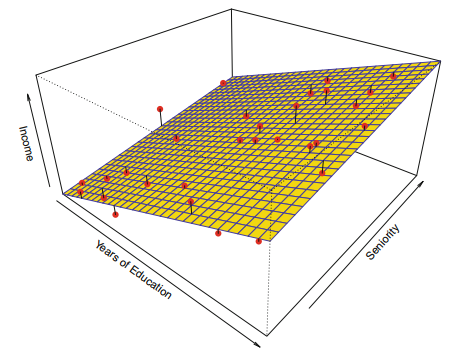 Income
Years of Education
Seniority